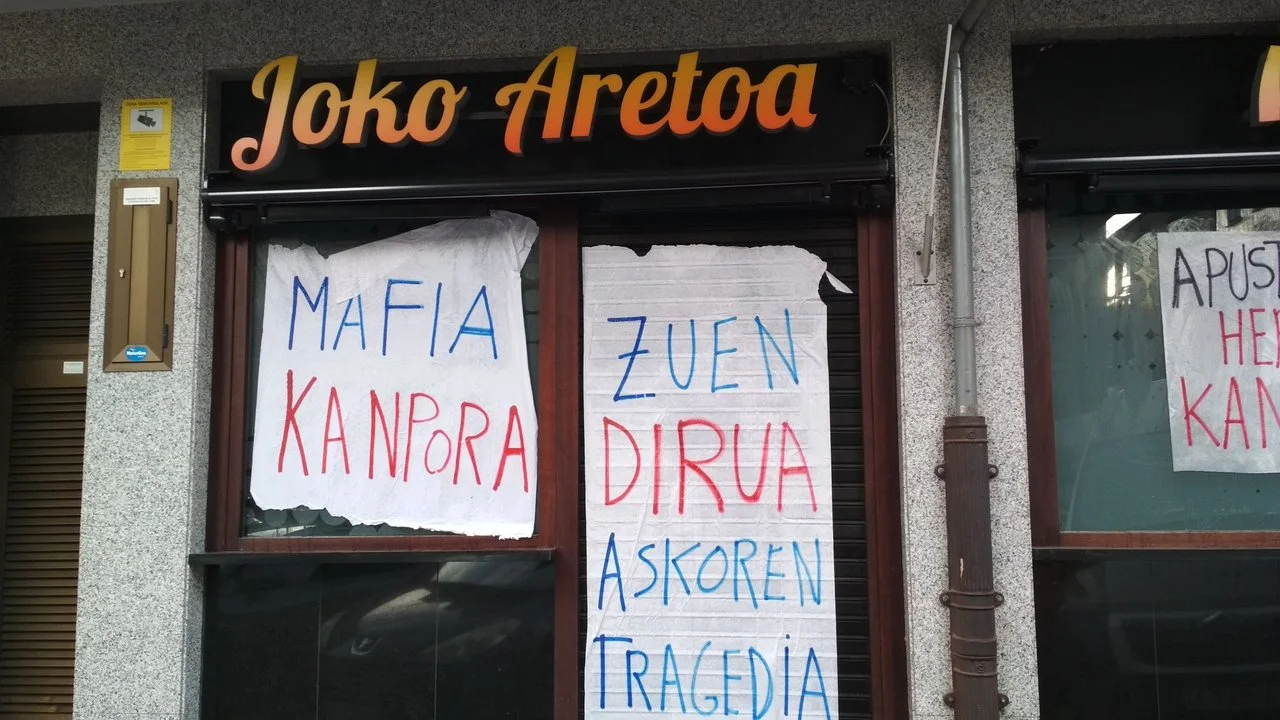 Joko Aretoa
MAFIA
KANPORA
ZUEN
DIRUA
ASKOREN
TRAGEDiA